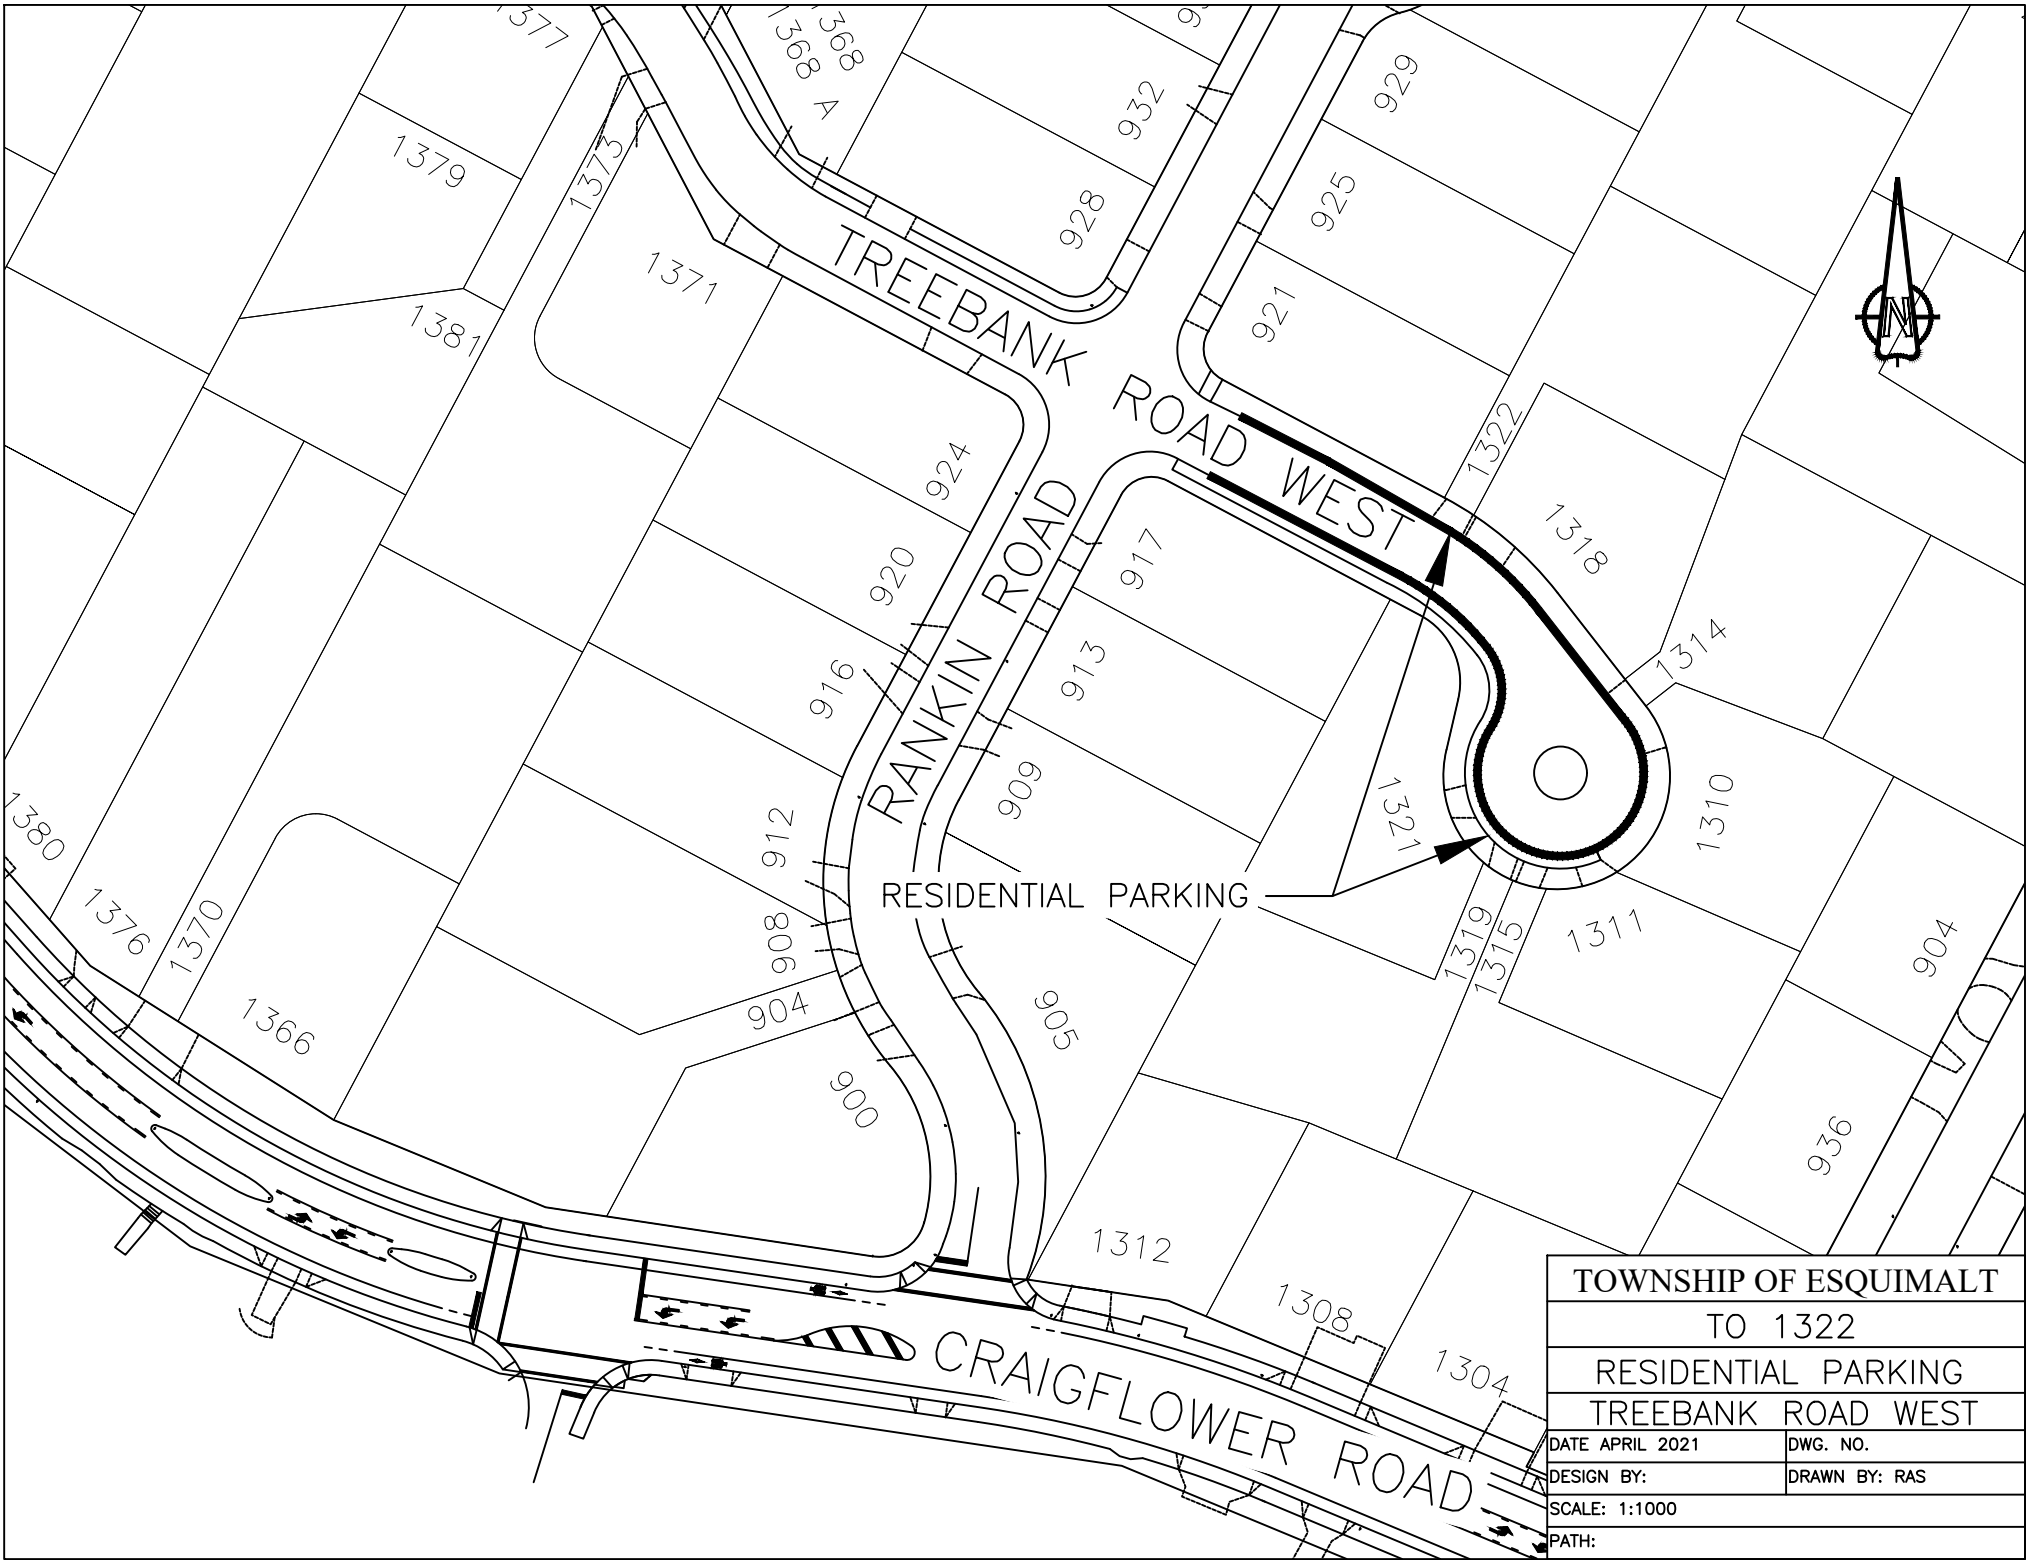 1377
1368
1368 A
932
929
1379
1373
928
925
1371
1381
921
TREEBANK ROAD WEST
N
924
1322
1318
917
920
RANKIN ROAD
913
916
1314
909
912
1321
1310
1380
RESIDENTIAL PARKING
1376
1370
908
904
905
1319
1315
1311
904
1366
900
936
1312
1308
1304
CRAIGFLOWER ROAD
TOWNSHIP OF ESQUIMALT
TO 1322
RESIDENTIAL PARKING
TREEBANK ROAD WEST
DATE APRIL 2021
DWG. NO.
DESIGN BY:
DRAWN BY: RAS
SCALE: 1:1000
PATH: